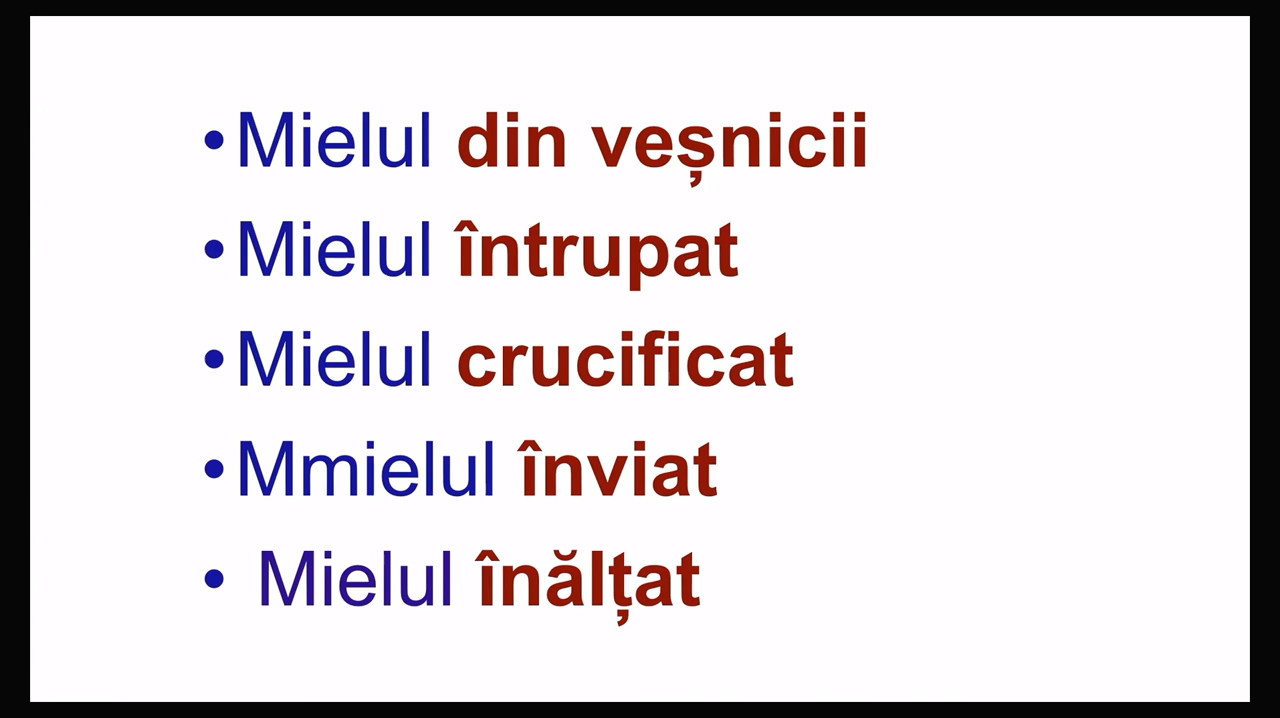 •Mielul din veșnicii
•Mielul întrupat
•Mielul crucificat
•Mmielul înviat
• Mielul înălțat